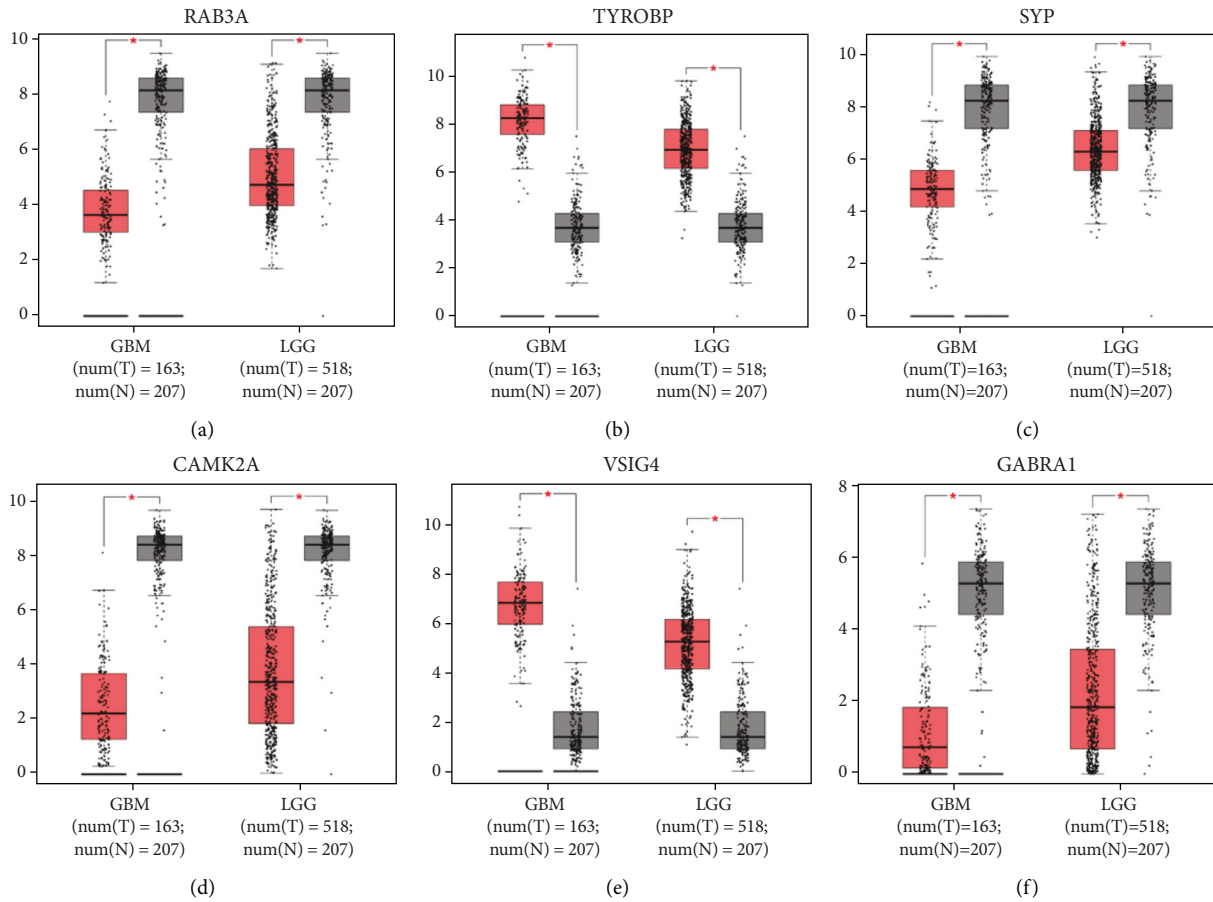 RAB3A
10
8
6
4
2
0
GBM
(num(T) = 163;
num(N) = 207)
LGG
(num(T) = 518;
num(N) = 207)
(a)
TYROBP
10
8
6
4
2
0
GBM
(num(T) = 163;
num(N) = 207)
LGG
(num(T) = 518;
num(N) = 207)
(b)
SYP
10
8
6
4
2
0
GBM
(num(T)=163;
num(N)=207)
LGG
(num(T)=518;
num(N)=207)
(c)
CAMK2A
10
8
6
4
2
0
GBM
(num(T) = 163;
num(N) = 207)
LGG
(num(T) = 518;
num(N) = 207)
(d)
VSIG4
10
8
6
4
2
0
GBM
(num(T) = 163;
num(N) = 207)
LGG
(num(T) = 518;
num(N) = 207)
(e)
GABRA1
8
6
4
2
0
GBM
(num(T)=163;
num(N)=207)
LGG
(num(T)=518;
num(N)=207)
(f)